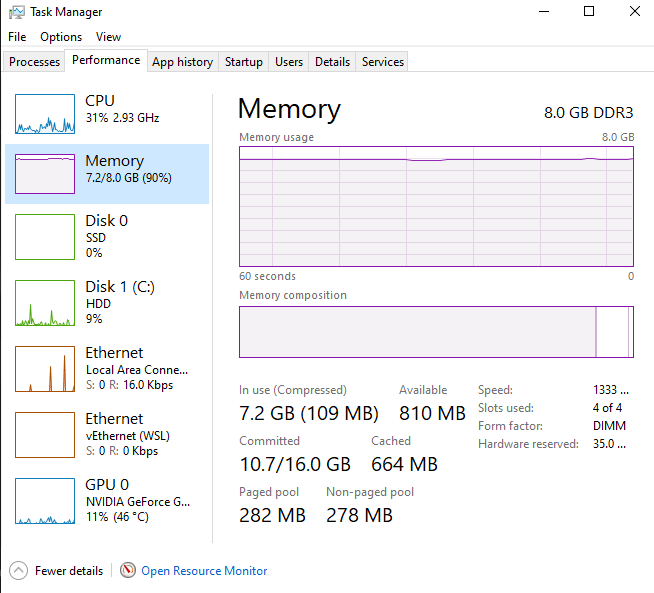 Task Manager
File Options View
Processes Performance App history Startup Users Details Services
CPU
31% 2.93 GHz
Memory
7.2/8.0 GB (90%)
Disk 0
SSD
0%
Disk 1 (C:)
HDD
9%
Ethernet
Local Area Conne...
S: 0 R: 16.0 Kbps
Ethernet
vEthernet (WSL)
S: 0 R: 0 Kbps
GPU 0
NVIDIA GeForce G...
11% (46 °C)
Memory 8.0 GB DDR3
Memory usage 8.0 GB
60 seconds 0
Memory composition
In use (Compressed) Available
7.2 GB (109 MB) 810 MB
Committed Cached
10.7/16.0 GB 664 MB
Paged pool Non-paged pool
282 MB 278 MB
Speed: 1333 ...
Slots used: 4 of 4
Form factor: DIMM
Hardware reserved: 35.0 ...
Fewer details Open Resource Monitor